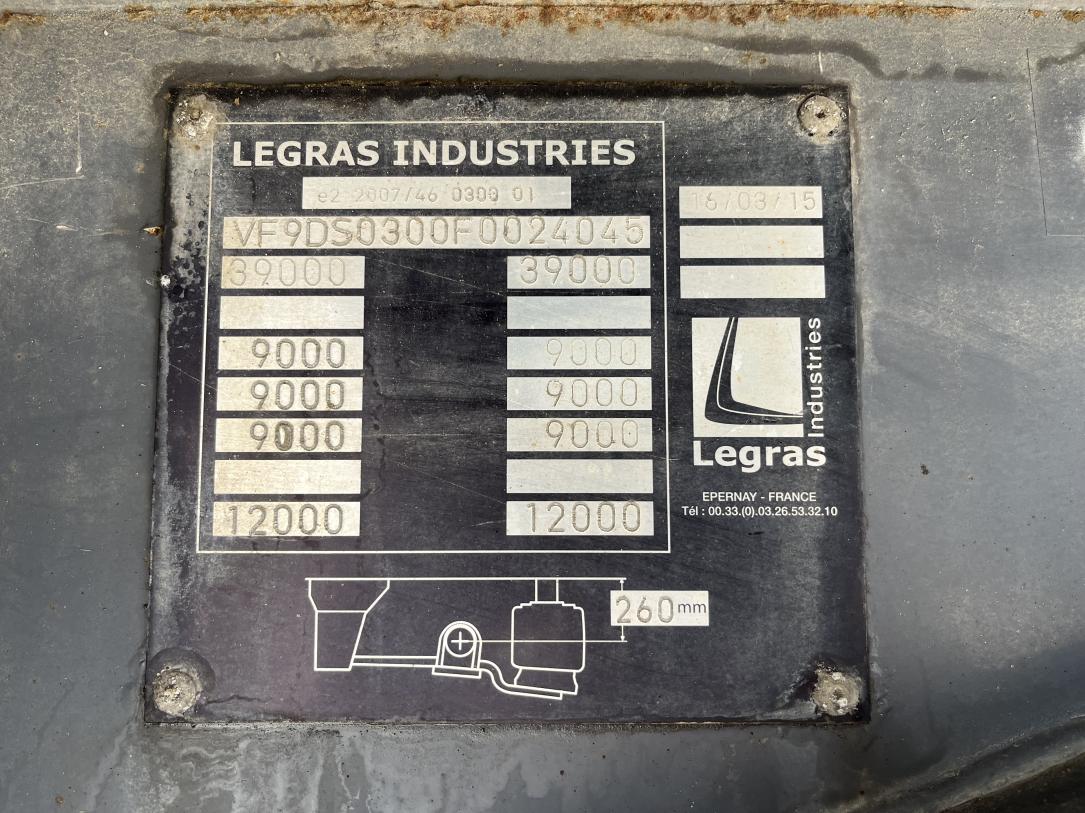 LEGRAS INDUSTRIES
e2 2007/46 0300 01
16/03/15
VF9DS0300F0024045
39000 39000
9000 9000
9000 9000
9000 9000
12000 12000
Industries
Legras
EPERNAY - FRANCE
Tél : 00.33.(0).03.26.53.32.10
260 mm